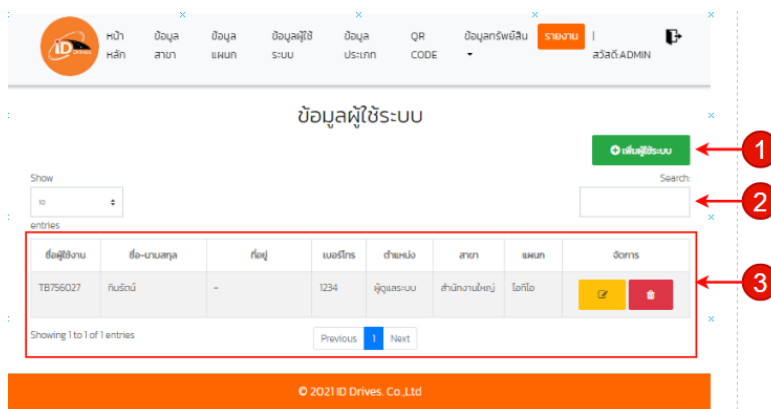 iD Drives
หน้าหลัก ข้อมูลสาขา ข้อมูลแผนก ข้อมูลผู้ใช้ระบบ ข้อมูลประเภท QR CODE ข้อมูลทรัพย์สิน รายงาน | สวัสดี:ADMIN
ข้อมูลผู้ใช้ระบบ
เพิ่มผู้ใช้ระบบ
1
Show
Search:
10
2
entries
ชื่อผู้ใช้งาน ชื่อ-นามสกุล ที่อยู่ เบอร์โทร ตำแหน่ง สาขา แผนก จัดการ
TB756027 ทินรัตน์ - 1234 ผู้ดูแลระบบ สำนักงานใหญ่ ไอทีไอ
3
Showing 1 to 1 of 1 entries
Previous 1 Next
© 2021 ID Drives. Co.,Ltd